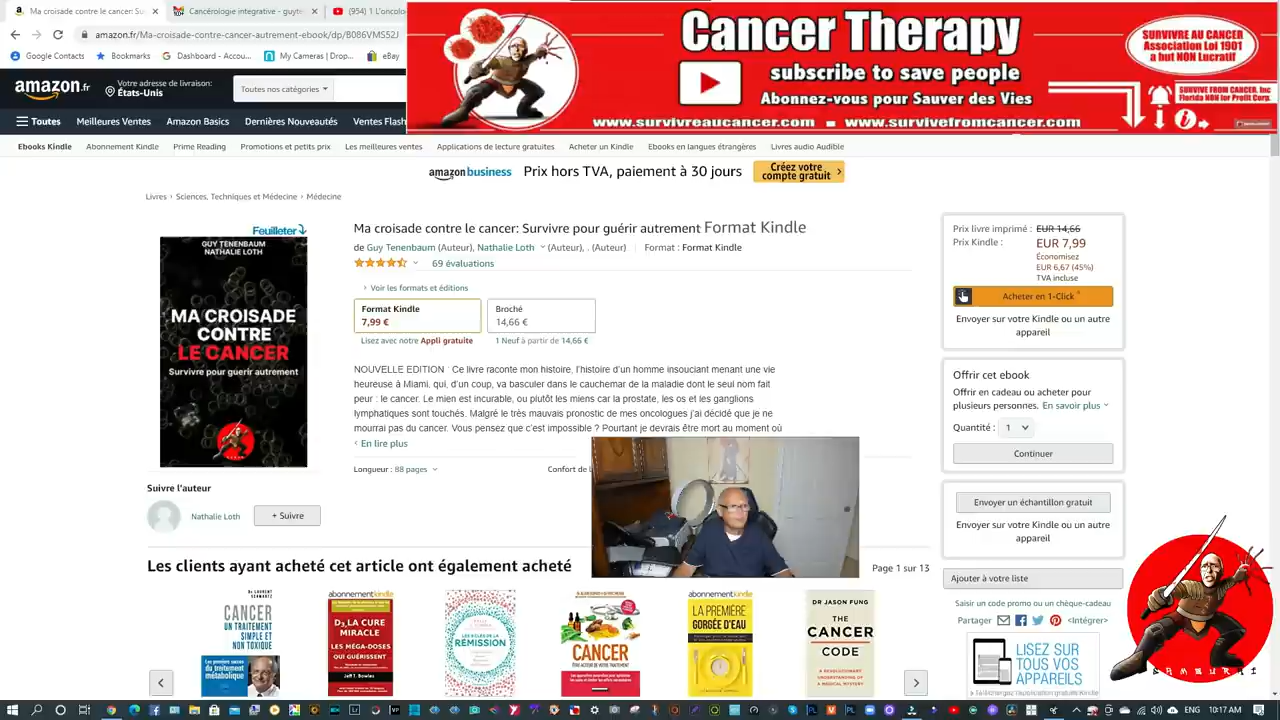 Ma croisade contre le cancer: Su
Cancérologie intégrative -
(954) 1 L'oncolo
amazon.fr/Ma-croisade-contre-cancer-autrement-ebook/dp/B086VMS52J
Google Contacts
Bookmarks
Dashboard - Accou...
My Cameras | Drop...
Cancer Therapy
subscribe to save people
Abonnez-vous pour Sauver des Vies
www.survivreaucancer.com - www.survivefromcancer.com
SURVIVRE AU CANCER
Association Loi 1901
a but NON Lucratif
SURVIVE FROM CANCER. Inc
Florida NON for Profit Corp.
amazon.fr
Votre adresse de livraison:
États-Unis
Toutes nos catégories
Toutes
Meilleures Ventes
Amazon Basics
Dernières Nouveautés
Ventes Flash
Ebooks Kindle
Abonnement Kindle
Prime Reading
Promotions et petits prix
Les meilleures ventes
Applications de lecture gratuites
Acheter un Kindle
Ebooks en langues étrangères
Livres audio Audible
amazon business
Prix hors TVA, paiement à 30 jours
Créez votre
compte gratuit
Livres › Sciences, Techniques et Médecine › Médecine
Feuilleter
GUY TENENBAUM
NATHALIE LOTH
MA CROISADE
CONTRE
LE CANCER
Survivre pour guérir autrement
Ma croisade contre le cancer: Survivre pour guérir autrement Format Kindle
de Guy Tenenbaum (Auteur), Nathalie Loth (Auteur), . (Auteur) | Format : Format Kindle
69 évaluations
› Voir les formats et éditions
Format Kindle
7,99 €
Broché
14,66 €
Lisez avec notre Appli gratuite
1 Neuf à partir de 14,66 €
NOUVELLE EDITION : Ce livre raconte mon histoire, l'histoire d'un homme insouciant menant une vie
heureuse à Miami, qui, d'un coup, va basculer dans le cauchemar de la maladie dont le seul nom fait
peur : le cancer. Le mien est incurable, ou plutôt les miens car la prostate, les os et les ganglions
lymphatiques sont touchés. Malgré le très mauvais pronostic de mes oncologues j'ai décidé que je ne
mourrai pas du cancer. Vous pensez que c'est impossible ? Pourtant je devrais être mort au moment où
‹ En lire plus
Longueur : 88 pages
Confort de
Prix livre imprimé : EUR 14,66
Prix Kindle : EUR 7,99
Économisez
EUR 6,67 (45%)
TVA incluse
Acheter en 1-Click
Envoyer sur votre Kindle ou un autre
appareil
Offrir cet ebook
Offrir en cadeau ou acheter pour
plusieurs personnes. En savoir plus
Quantité : 1
Continuer
Envoyer un échantillon gratuit
Envoyer sur votre Kindle ou un autre
appareil
Ajouter à votre liste
Saisir un code promo ou un chèque-cadeau
Partager
<Intégrer>
LISEZ SUR
TOUS VOS
APPAREILS
Suivre l'auteur
Nathalie Loth
+ Suivre
Les clients ayant acheté cet article ont également acheté
Page 1 sur 13
CANCER
UN TRAITEMENT
SIMPLE ET
NON TOXIQUE
abonnementkindle
D3 LA CURE
MIRACLE
LES MÉGA-DOSES
QUI GUÉRISSENT
Jeff T. Bowles
RÉMISSION
CANCER
abonnementkindle
LA PREMIÈRE
GORGÉE D'EAU
DR JASON FUNG
THE
CANCER
CODE
ENG
10:17 AM